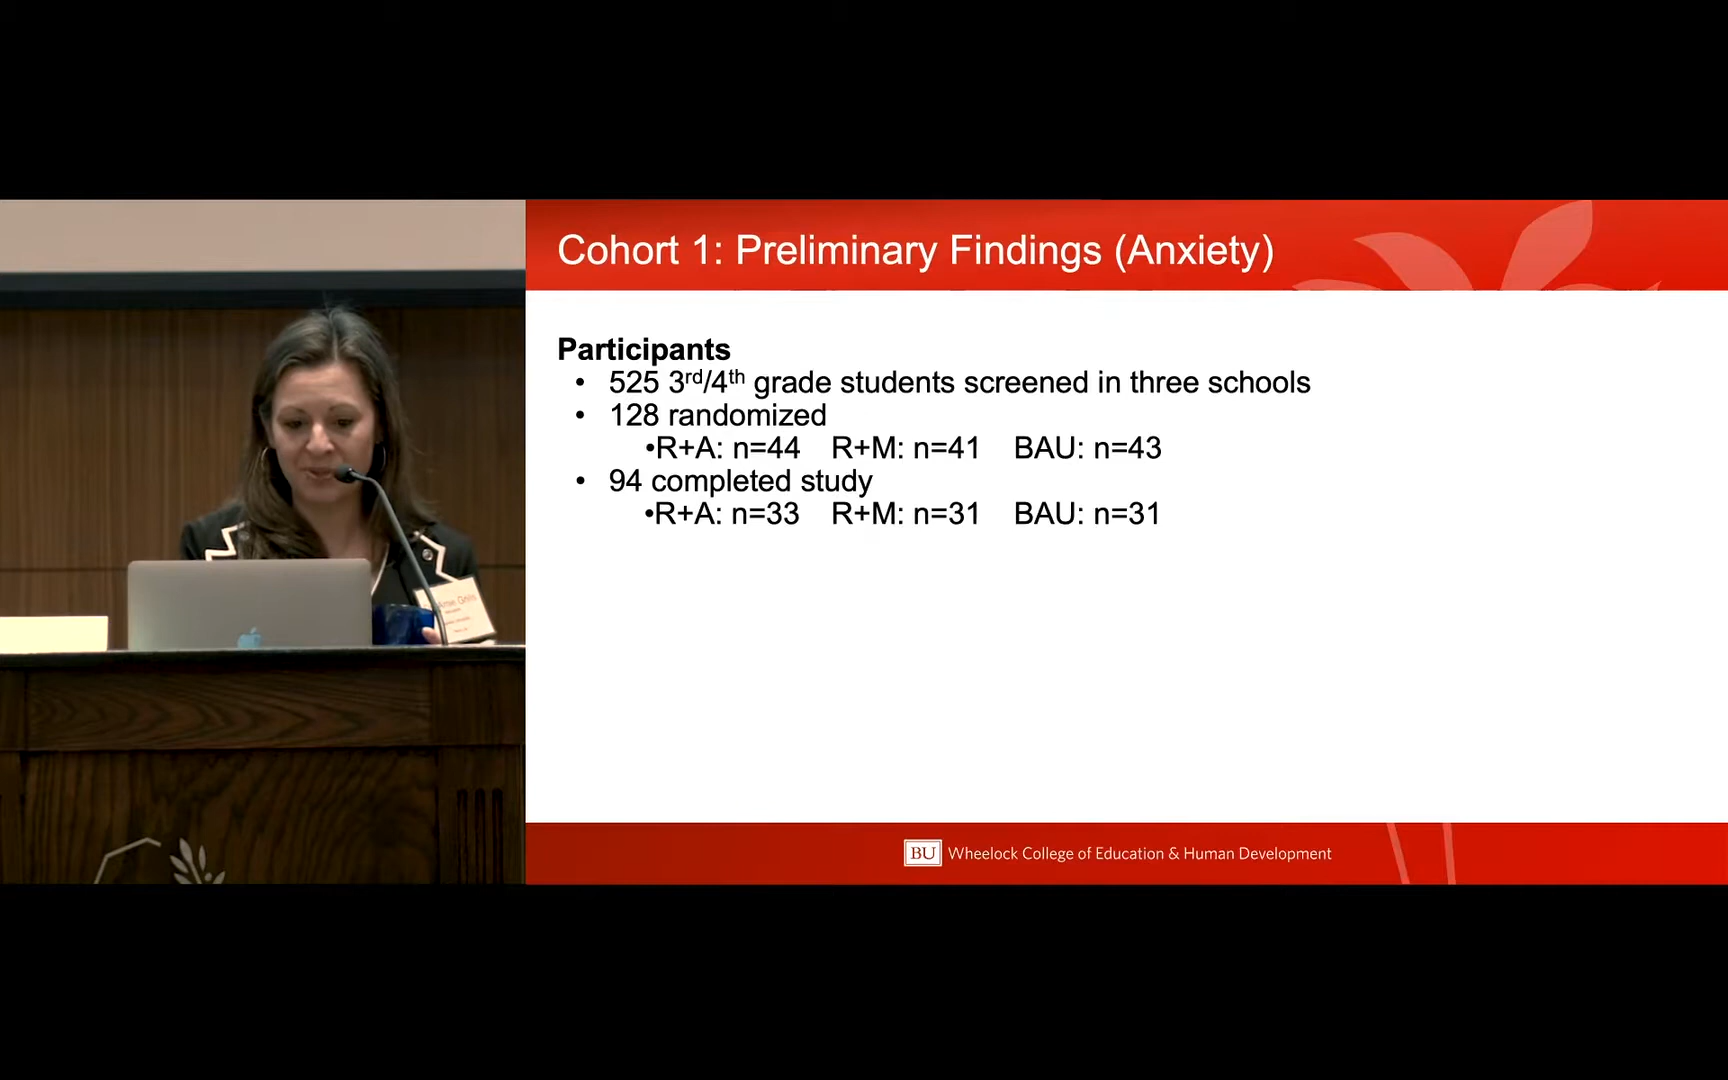 Cohort 1: Preliminary Findings (Anxiety)
Participants
• 525 3rd/4th grade students screened in three schools
• 128 randomized
•R+A: n=44 R+M: n=41 BAU: n=43
• 94 completed study
•R+A: n=33 R+M: n=31 BAU: n=31
BU Wheelock College of Education & Human Development